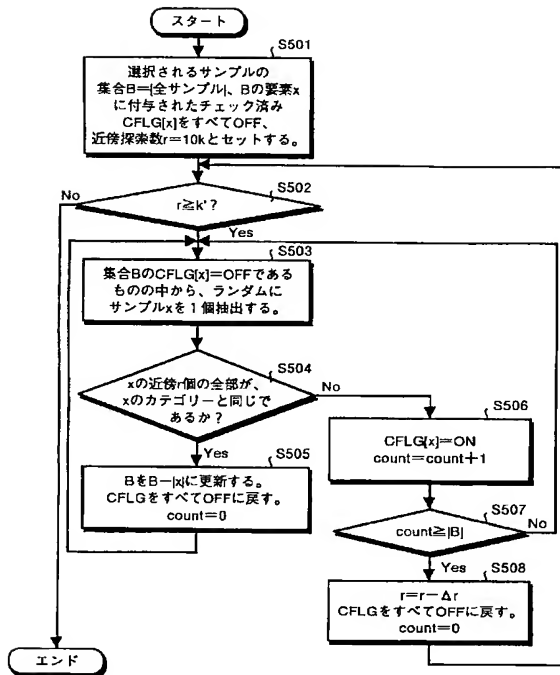 スタート
S501
選択されるサンプルの
集合B={全サンプル}、Bの要素x
に付与されたチェック済み
CFLG[x]をすべてOFF、
近傍探索数r=10kとセットする。
S502
No
r≧k'?
Yes
S503
集合BのCFLG[x]=OFFである
ものの中から、ランダムに
サンプルxを1個抽出する。
S504
xの近傍r個の全部が、
xのカテゴリーと同じで
あるか?
No
Yes
S505
BをB-{x}に更新する。
CFLGをすべてOFFに戻す。
count=0
S506
CFLG[x]=ON
count=count+1
S507
count≧|B|
No
Yes
S508
r=r-Δr
CFLGをすべてOFFに戻す。
count=0
エンド